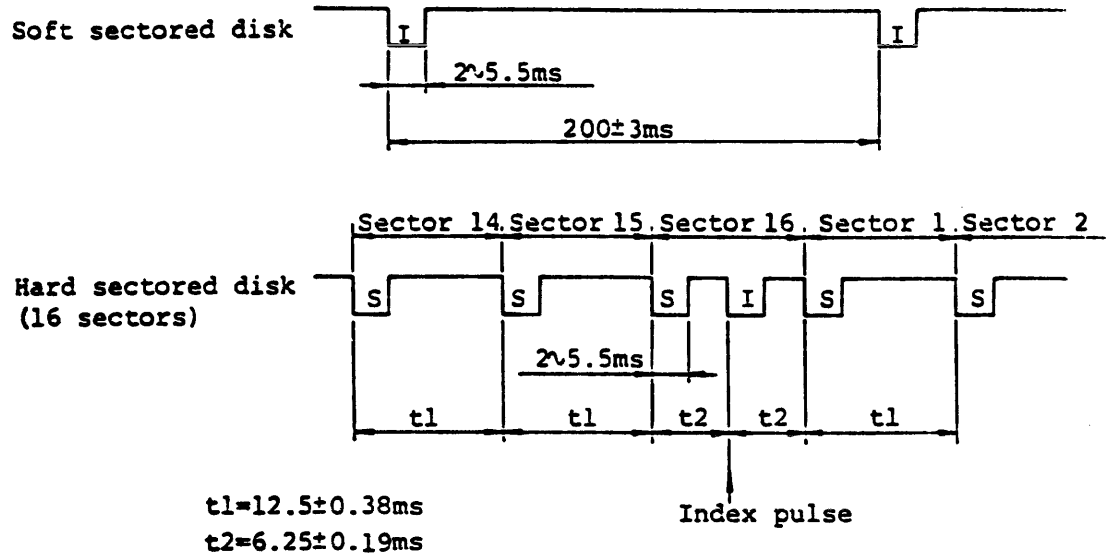 Soft sectored disk
I I
2~5.5ms
200±3ms
Sector 14 Sector 15 Sector 16 Sector 1 Sector 2
Hard sectored disk
(16 sectors)
S S S I S S
2~5.5ms
t1 t1 t2 t2 t1
t1=12.5±0.38ms
t2=6.25±0.19ms
Index pulse